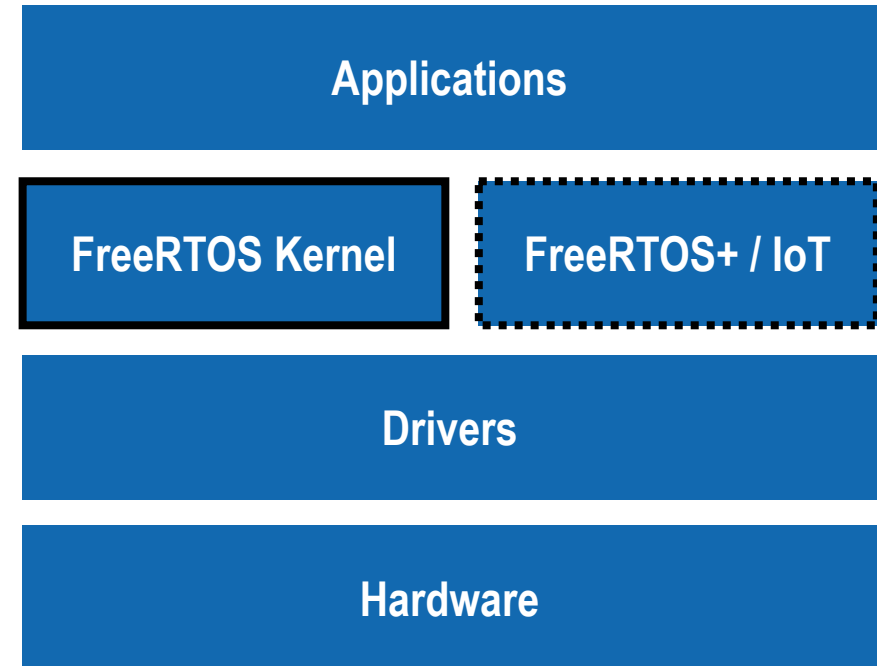 Applications
FreeRTOS Kernel
FreeRTOS+ / IoT
Drivers
Hardware